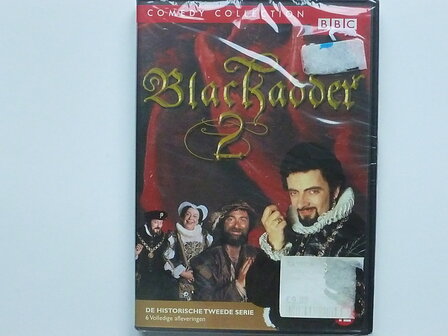 COMEDY COLLECTION
BBC
Blackadder
2
DE HISTORISCHE TWEEDE SERIE
6 Volledige afleveringen